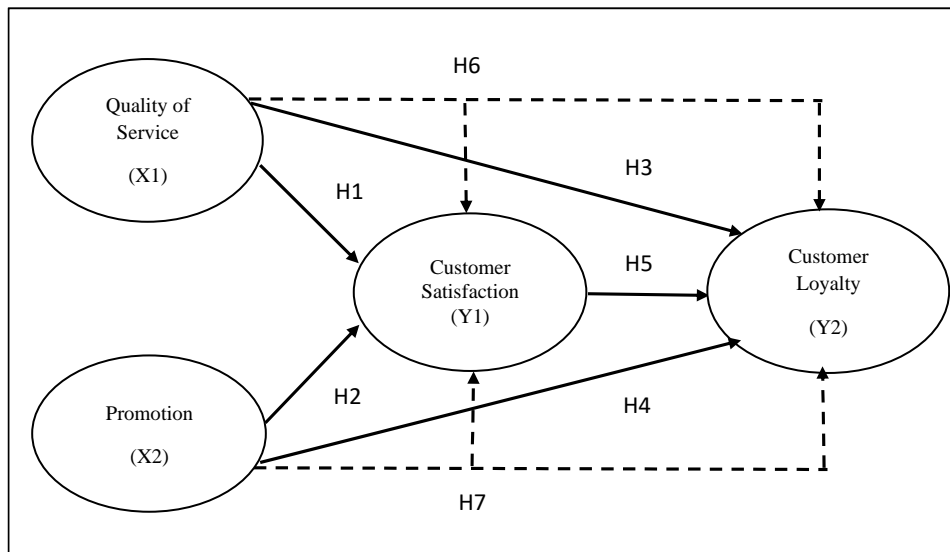 H6
Quality of
Service
(X1)
H3
H1
Customer
Satisfaction
(Y1)
H5
Customer
Loyalty
(Y2)
Promotion
(X2)
H2
H4
H7